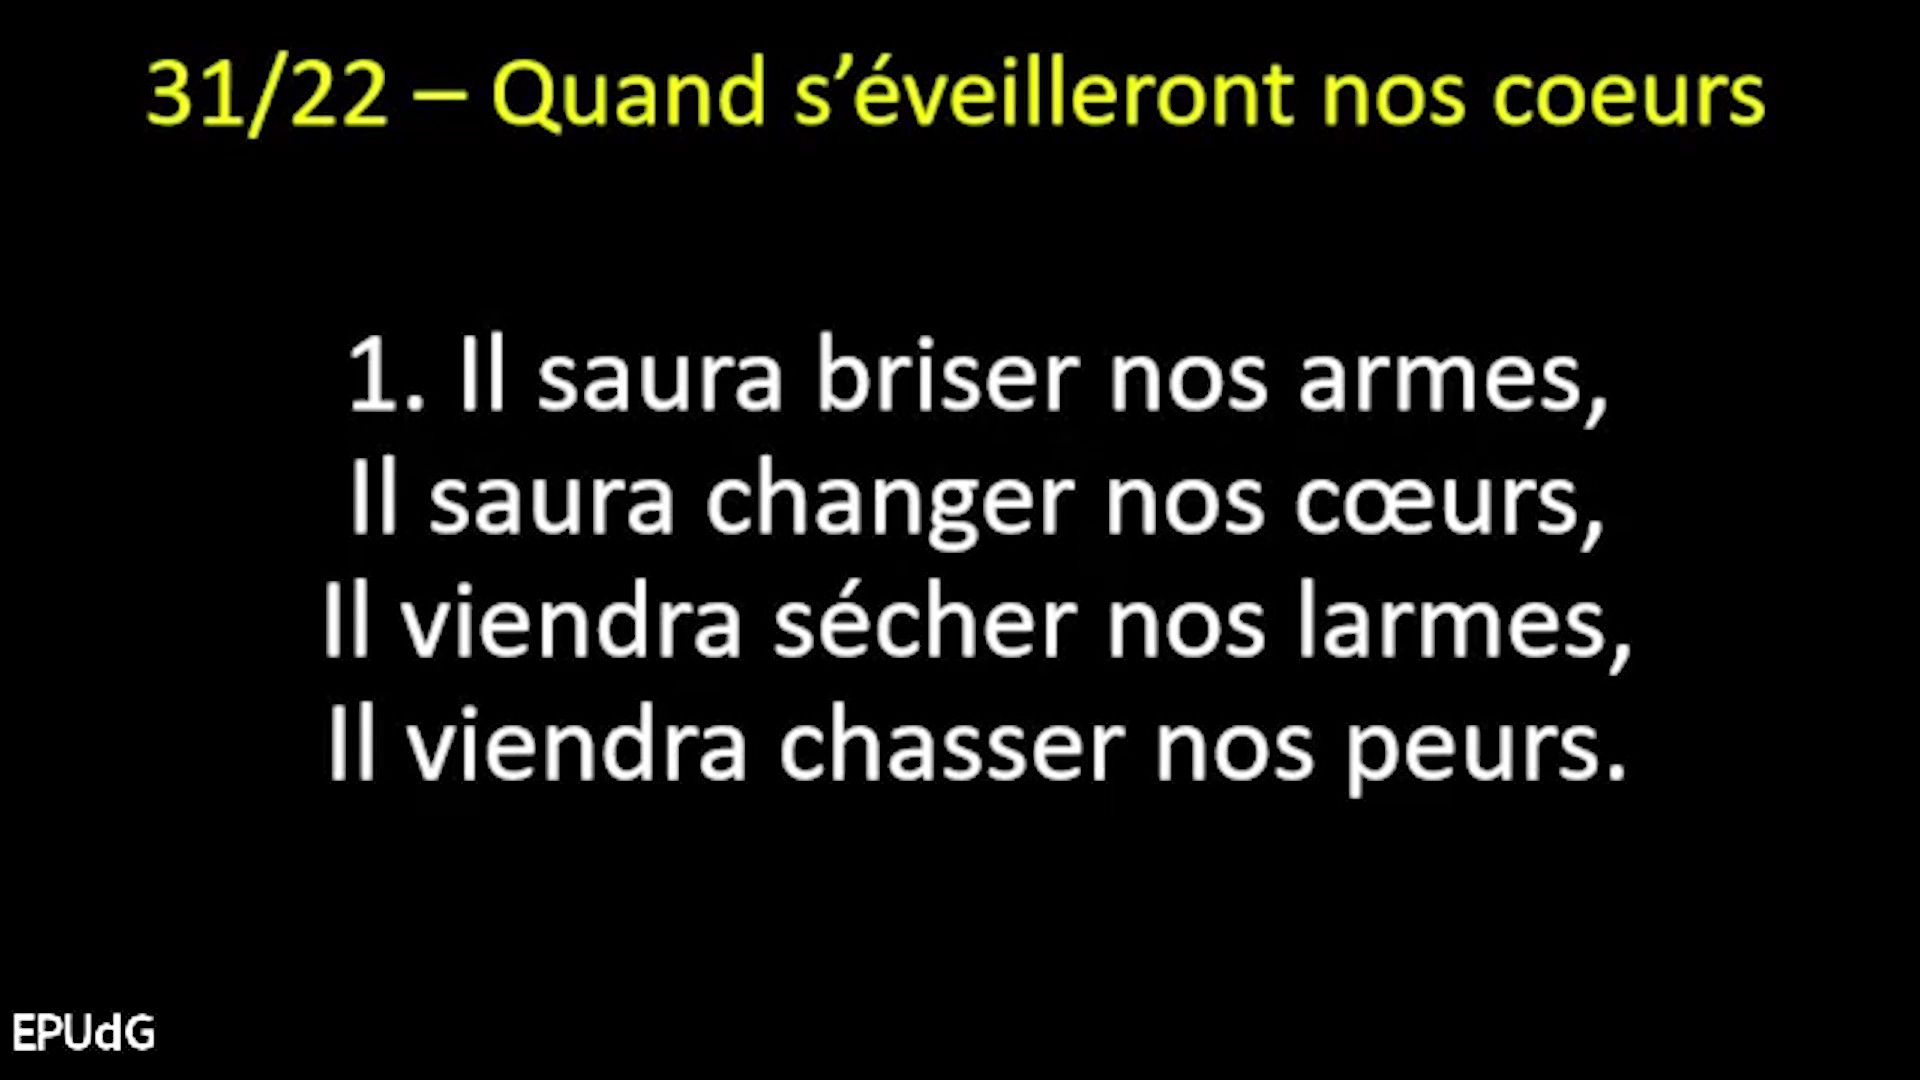 31/22 – Quand s’éveilleront nos coeurs
1. Il saura briser nos armes,
Il saura changer nos cœurs,
Il viendra sécher nos larmes,
Il viendra chasser nos peurs.
EPUdG